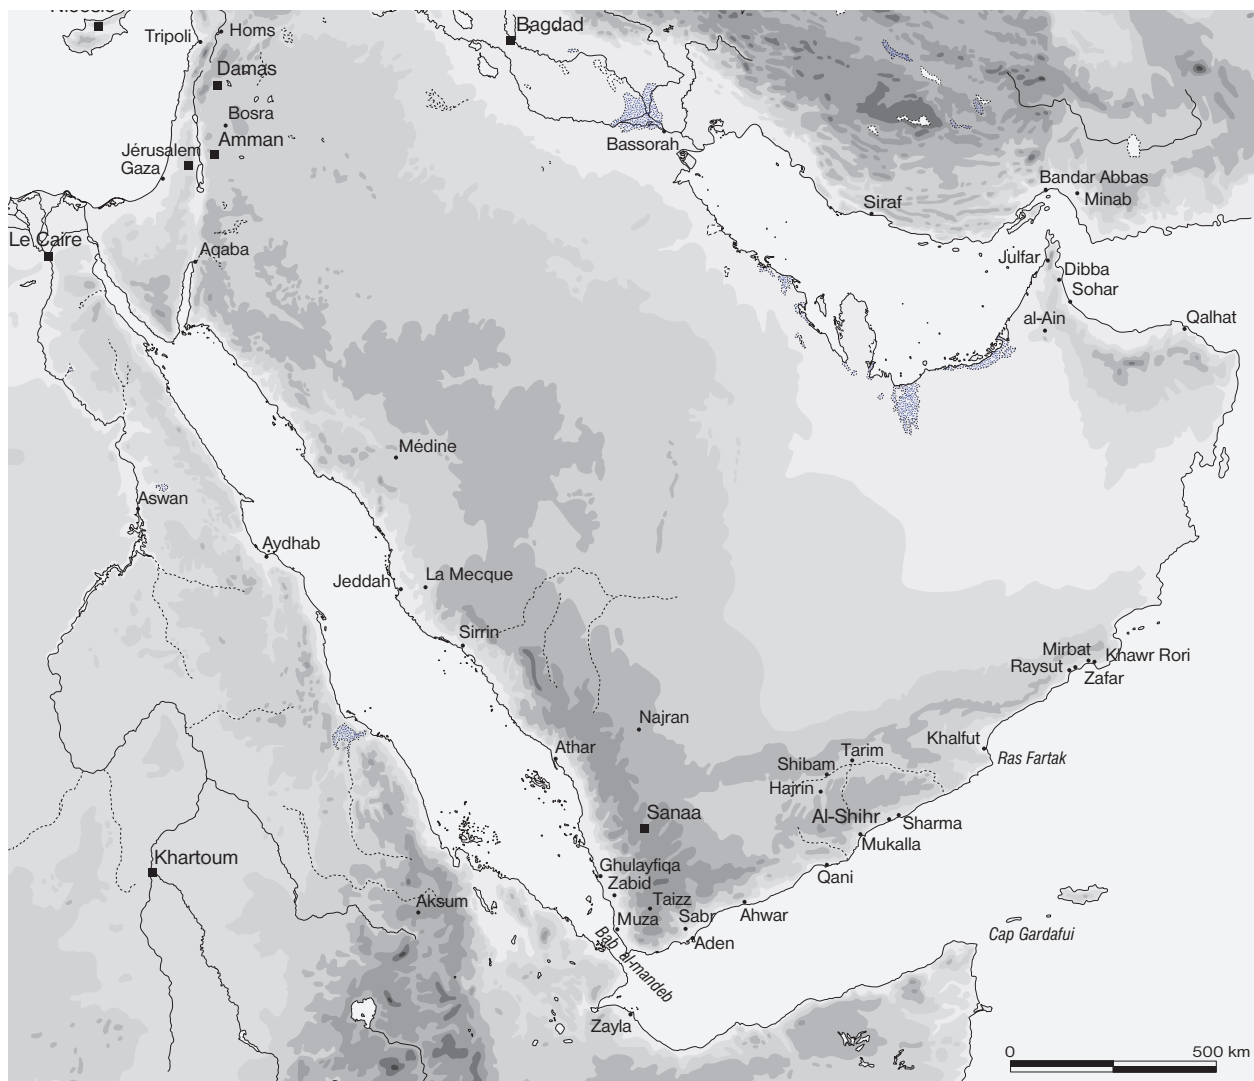 Nicosie
Tripoli
Homs
Bagdad
Damas
Bosra
Amman
Jérusalem
Gaza
Bassorah
Le Caire
Aqaba
Siraf
Bandar Abbas
Minab
Julfar
Dibba
Sohar
al-Ain
Qalhat
Médine
Aswan
Aydhab
Jeddah
La Mecque
Sirrin
Mirbat
Khawr Rori
Raysut
Zafar
Najran
Athar
Khalfut
Ras Fartak
Tarim
Shibam
Hajrin
Sanaa
Al-Shihr
Sharma
Mukalla
Khartoum
Ghulayfiqa
Qani
Zabid
Aksum
Taizz
Sabr
Ahwar
Muza
Aden
Cap Gardafui
Bab al-mandeb
Zayla
0 500 km